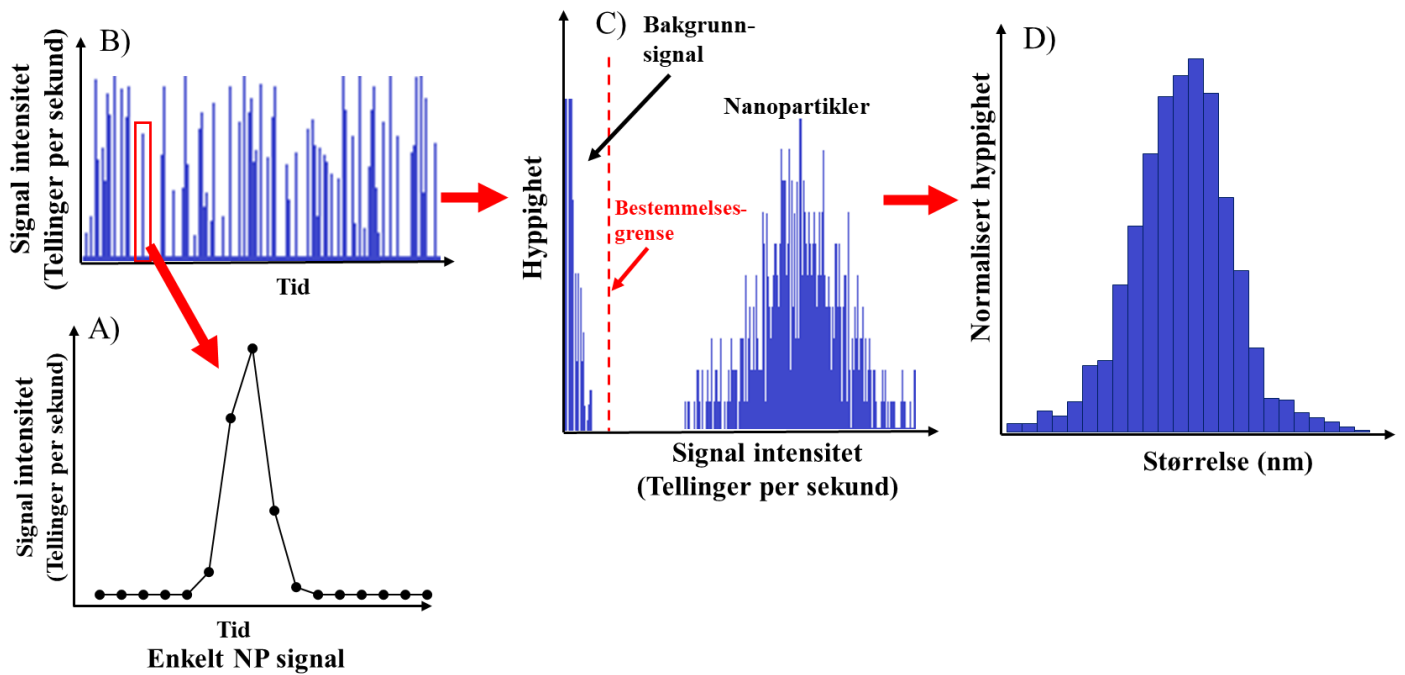 B)
Signal intensitet
(Tellinger per sekund)
Tid
A)
Signal intensitet
(Tellinger per sekund)
Tid
Enkelt NP signal
C)
Bakgrunn-
signal
Nanopartikler
Bestemmelses-
grense
Hyppighet
Signal intensitet
(Tellinger per sekund)
D)
Normalisert hyppighet
Størrelse (nm)